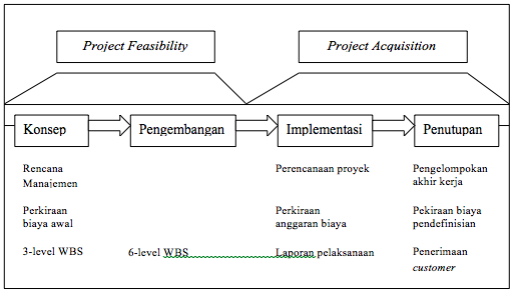 Project Feasibility
Project Acquisition
Konsep
Pengembangan
Implementasi
Penutupan
Rencana
Manajemen
Perencanaan proyek
Pengelompokan
akhir kerja
Perkiraan
biaya awal
Perkiraan
anggaran biaya
Pekiraan biaya
pendefinisian
3-level WBS
6-level WBS
Laporan pelaksanaan
Penerimaan
customer